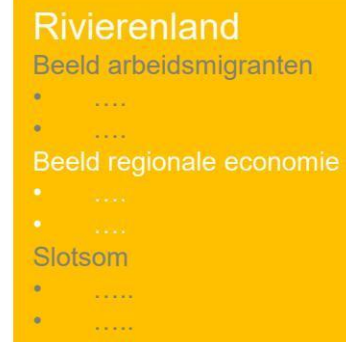 Rivierenland
Beeld arbeidsmigranten
• ....
• ....
Beeld regionale economie
• ....
• ....
Slotsom
• .....
• .....